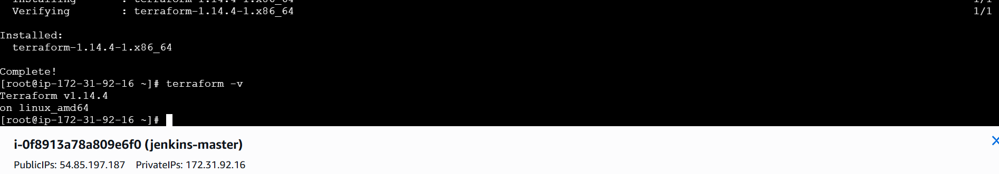 Installing : terraform-1.14.4-1.x86_64 1/1
Verifying : terraform-1.14.4-1.x86_64 1/1
Installed:
terraform-1.14.4-1.x86_64
Complete!
[root@ip-172-31-92-16 ~]# terraform -v
Terraform v1.14.4
on linux_amd64
[root@ip-172-31-92-16 ~]#
i-0f8913a78a809e6f0 (jenkins-master)
PublicIPs: 54.85.197.187 PrivateIPs: 172.31.92.16